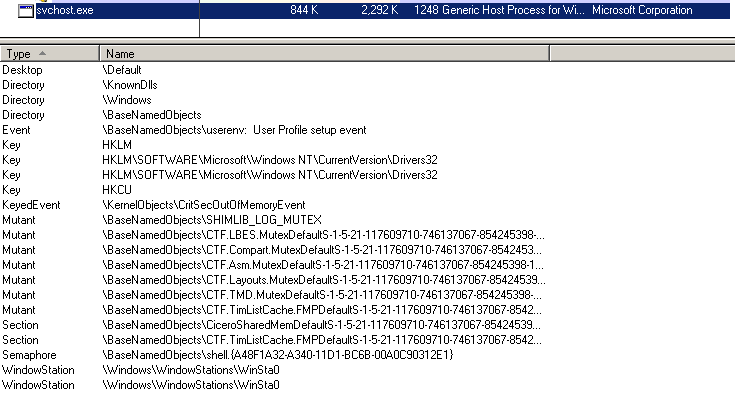 svchost.exe 844 K 2,292 K 1248 Generic Host Process for Wi... Microsoft Corporation
Type Name
Desktop \Default
Directory \KnownDlls
Directory \Windows
Directory \BaseNamedObjects
Event \BaseNamedObjects\userenv: User Profile setup event
Key HKLM
Key HKLM\SOFTWARE\Microsoft\Windows NT\CurrentVersion\Drivers32
Key HKLM\SOFTWARE\Microsoft\Windows NT\CurrentVersion\Drivers32
Key HKCU
KeyedEvent \KernelObjects\CritSecOutOfMemoryEvent
Mutant \BaseNamedObjects\SHIMLIB_LOG_MUTEX
Mutant \BaseNamedObjects\CTF.LBES.MutexDefaultS-1-5-21-117609710-746137067-854245398-...
Mutant \BaseNamedObjects\CTF.Compart.MutexDefaultS-1-5-21-117609710-746137067-8542453...
Mutant \BaseNamedObjects\CTF.Asm.MutexDefaultS-1-5-21-117609710-746137067-854245398-1...
Mutant \BaseNamedObjects\CTF.Layouts.MutexDefaultS-1-5-21-117609710-746137067-85424539...
Mutant \BaseNamedObjects\CTF.TMD.MutexDefaultS-1-5-21-117609710-746137067-854245398-...
Mutant \BaseNamedObjects\CTF.TimListCache.FMPDefaultS-1-5-21-117609710-746137067-8542...
Section \BaseNamedObjects\CiceroSharedMemDefaultS-1-5-21-117609710-746137067-8542453​9...
Section \BaseNamedObjects\CTF.TimListCache.FMPDefaultS-1-5-21-117609710-746137067-8542...
Semaphore \BaseNamedObjects\shell.{A48F1A32-A340-11D1-BC6B-00A0C90312E1}
WindowStation \Windows\WindowStations\WinSta0
WindowStation \Windows\WindowStations\WinSta0